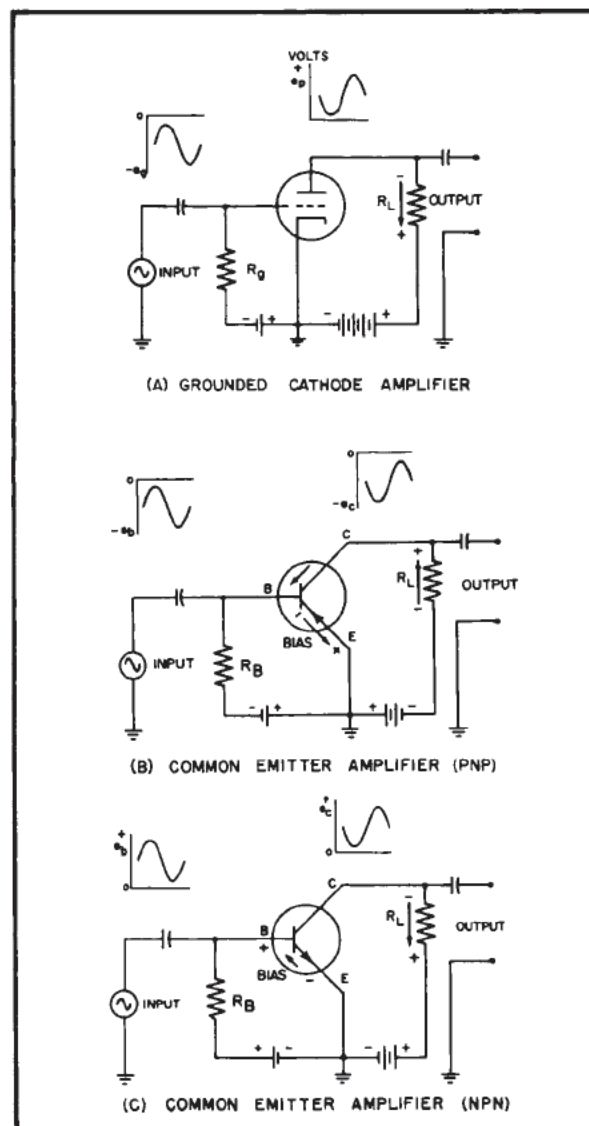 VOLTS
+
ep
0
-eg
INPUT
Rg
RL
-
OUTPUT
+
- +
- +
(A) GROUNDED CATHODE AMPLIFIER
0
-eb
0
-ec
C
B
-
BIAS
+
E
INPUT
RB
RL
+
-
OUTPUT
- +
+ -
(B) COMMON EMITTER AMPLIFIER (PNP)
+
eb
0
+
ec
0
C
B
+
BIAS
-
E
INPUT
RB
RL
-
+
OUTPUT
+ -
- +
(C) COMMON EMITTER AMPLIFIER (NPN)